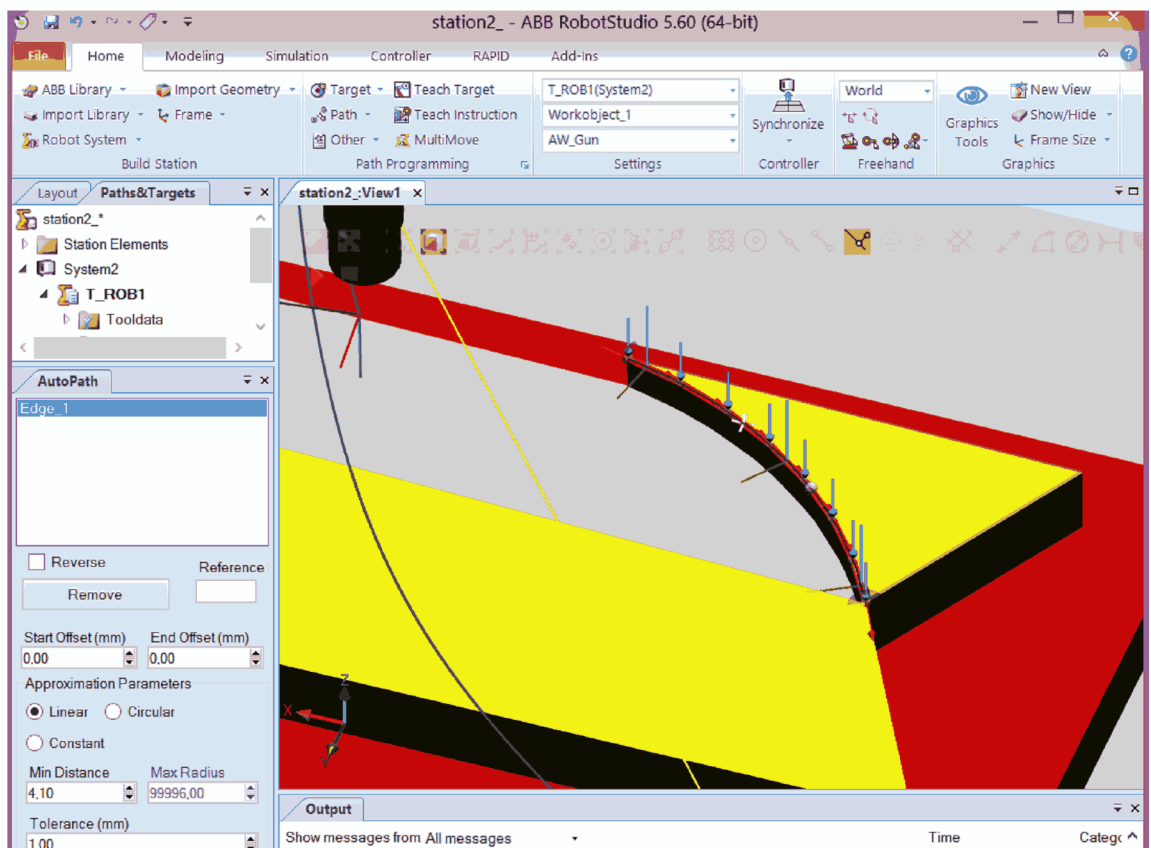 station2_ - ABB RobotStudio 5.60 (64-bit)
File Home Modeling Simulation Controller RAPID Add-Ins
ABB Library Import Geometry Target Teach Target T_ROB1(System2) World New View
Import Library Frame Path Teach Instruction Workobject_1 Synchronize Graphics Tools Show/Hide
Robot System Other MultiMove AW_Gun Frame Size
Build Station Path Programming Settings Controller Freehand Graphics
Layout Paths&Targets station2_:View1
station2_*
Station Elements
System2
T_ROB1
Tooldata
AutoPath
Edge_1
Reverse Reference
Remove
Start Offset (mm) End Offset (mm)
0.00 0.00
Approximation Parameters
Linear Circular
Constant
Min Distance Max Radius
4,10 99996,00
Tolerance (mm)
1.00
Z
X
Y
Output
Show messages from All messages Time Categc